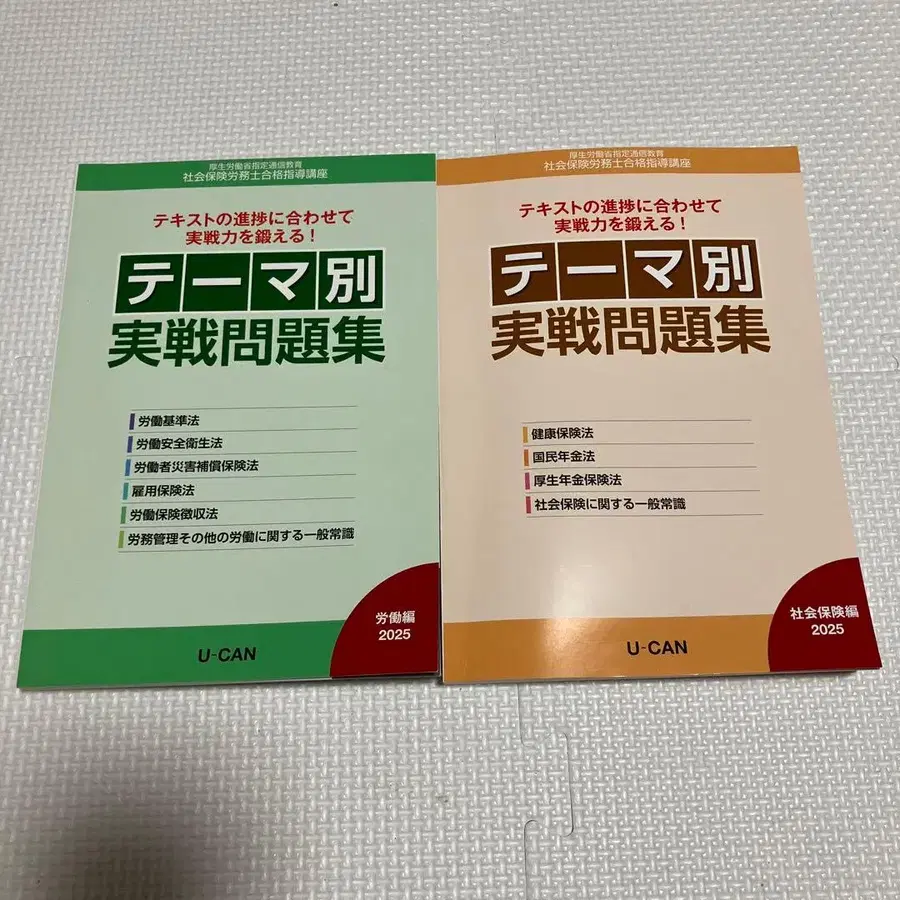 厚生労働省指定通信教育
社会保険労務士合格指導講座
テキストの進捗に合わせて
実戦力を鍛える！
テーマ別
実戦問題集
労働基準法
労働安全衛生法
労働者災害補償保険法
雇用保険法
労働保険徴収法
労務管理その他の労働に関する一般常識
労働編
2025
U-CAN
厚生労働省指定通信教育
社会保険労務士合格指導講座
テキストの進捗に合わせて
実戦力を鍛える！
テーマ別
実戦問題集
健康保険法
国民年金法
厚生年金保険法
社会保険に関する一般常識
社会保険編
2025
U-CAN